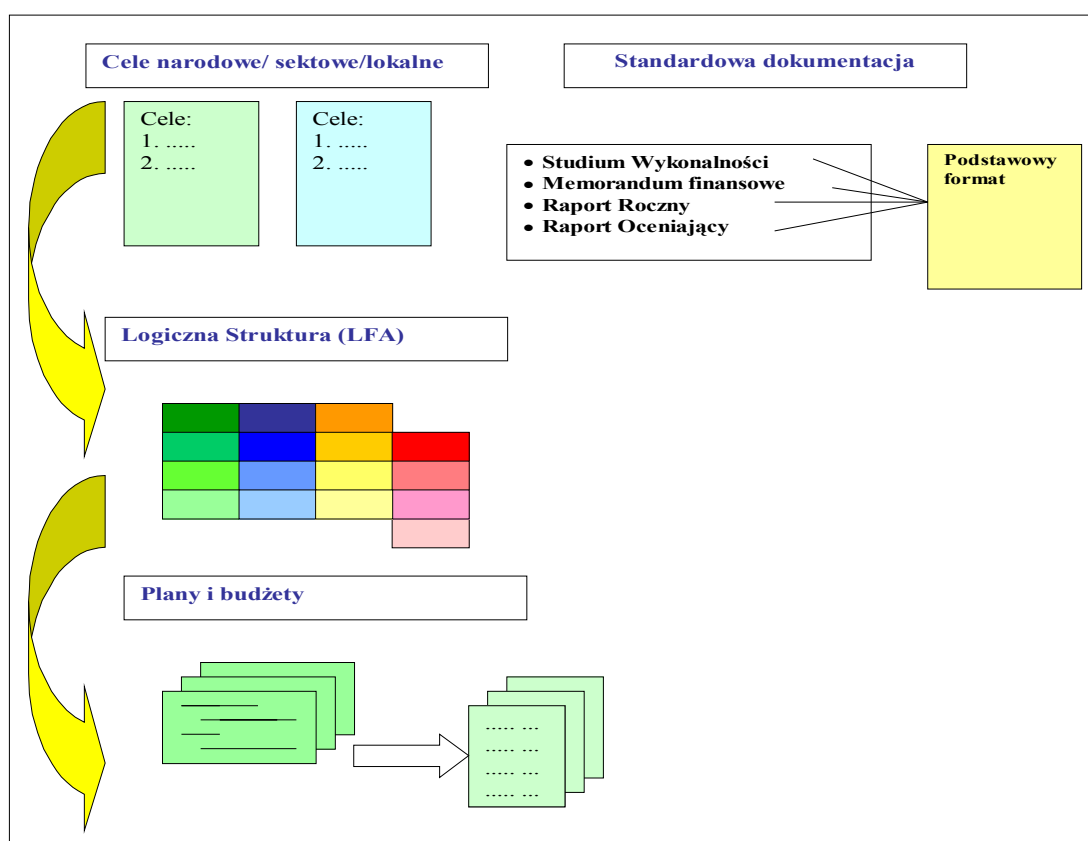 Cele narodowe/ sektowe/lokalne
Standardowa dokumentacja
Cele:
1. .....
2. .....
Cele:
1. .....
2. .....
• Studium Wykonalności
• Memorandum finansowe
• Raport Roczny
• Raport Oceniający
Podstawowy
format
Logiczna Struktura (LFA)
Plany i budżety
..... ...
..... ...
..... ...
..... ...